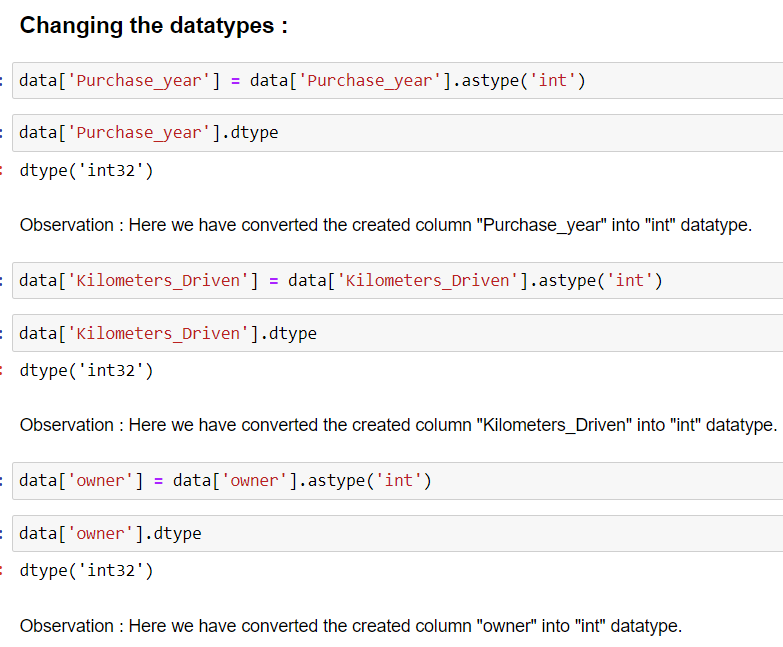 Changing the datatypes :
: data['Purchase_year'] = data['Purchase_year'].astype('int')
: data['Purchase_year'].dtype
: dtype('int32')
Observation : Here we have converted the created column "Purchase_year" into "int" datatype.
: data['Kilometers_Driven'] = data['Kilometers_Driven'].astype('int')
: data['Kilometers_Driven'].dtype
: dtype('int32')
Observation : Here we have converted the created column "Kilometers_Driven" into "int" datatype.
: data['owner'] = data['owner'].astype('int')
: data['owner'].dtype
: dtype('int32')
Observation : Here we have converted the created column "owner" into "int" datatype.